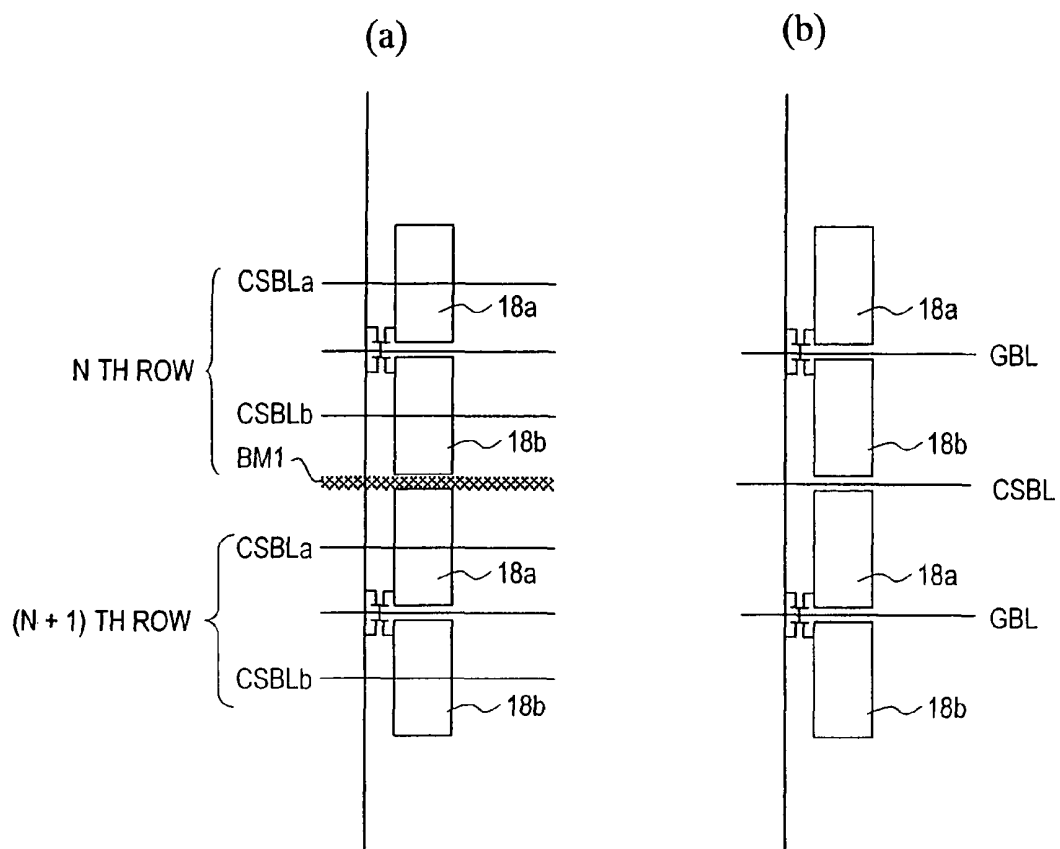 (a)
CSBLa
18a
N TH ROW
CSBLb
18b
BM1
CSBLa
18a
(N + 1) TH ROW
CSBLb
18b
(b)
18a
GBL
18b
CSBL
18a
GBL
18b